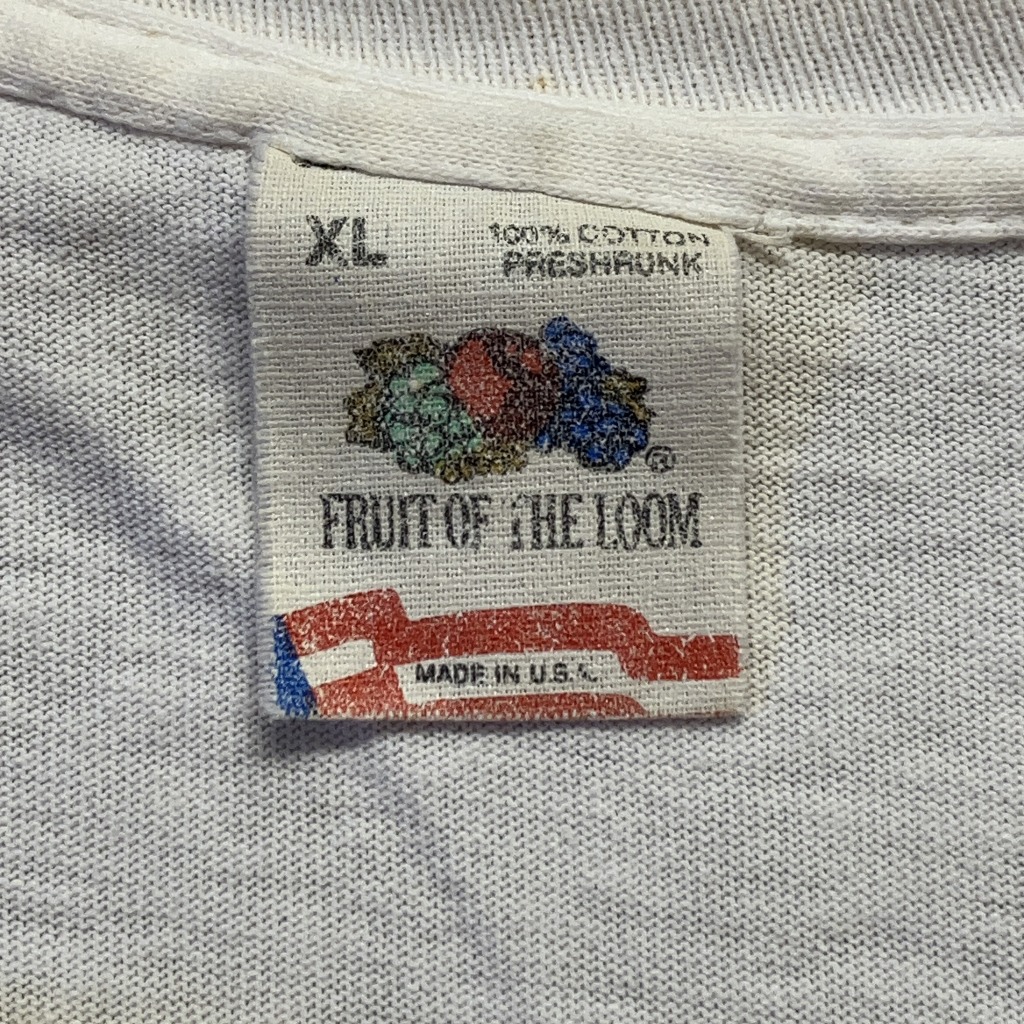 XL
100% COTTON
PRESHRUNK
®
FRUIT OF THE LOOM
MADE IN U.S.A.